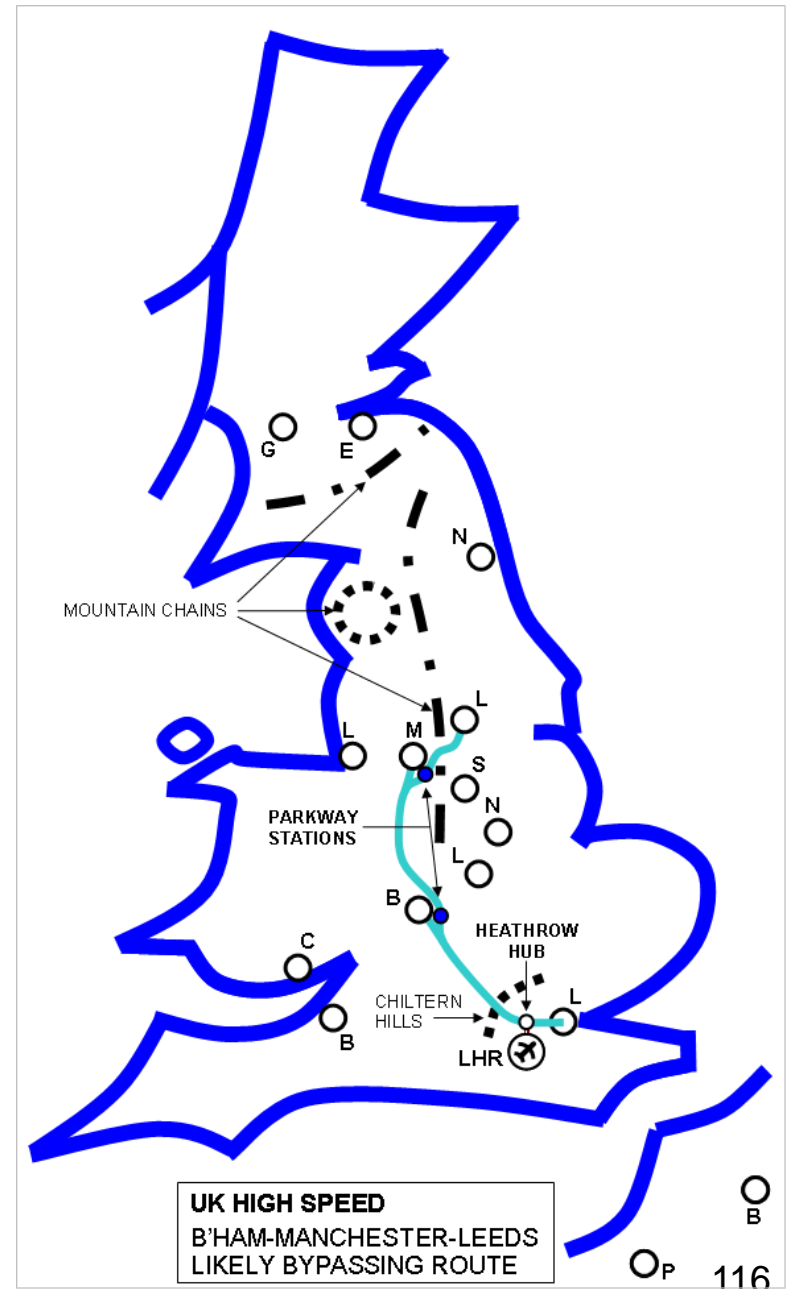 G
E
N
MOUNTAIN CHAINS
L
L
M
S
PARKWAY
STATIONS
N
L
B
HEATHROW
HUB
C
CHILTERN
HILLS
L
B
LHR
UK HIGH SPEED
B'HAM-MANCHESTER-LEEDS
LIKELY BYPASSING ROUTE
B
P
116